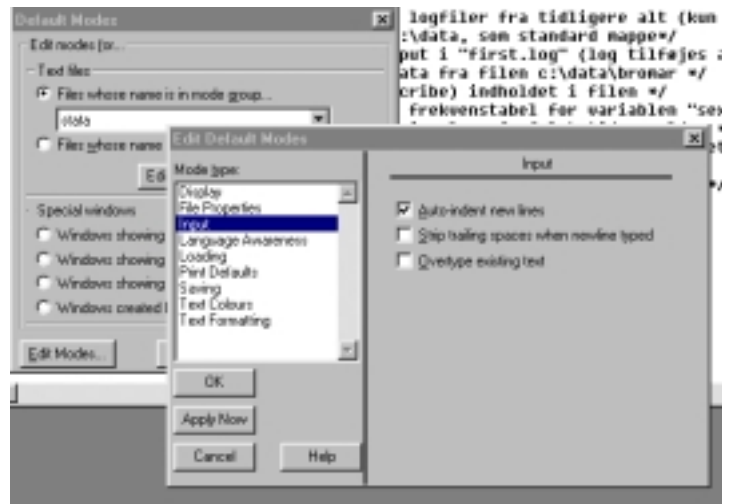 Default Modes
Edit modes for...
Text files
Files whose name is in mode group...
stata
Files whose name
Edi
Special windows
Windows showing
Windows showing
Windows showing
Windows created
Edit Modes...
logfiler fra tidligere alt (kun
:\data, som standard mappe*/
put i "first.log" (log tilføjes a
ata fra filen c:\data\bromar */
cribe) indholdet i filen */
frekvenstabel for variablen "sex
Edit Default Modes
Mode type:
Display
File Properties
Input
Language Awareness
Loading
Print Defaults
Saving
Text Colours
Text Formatting
OK
Apply Now
Cancel
Help
Input
Auto-indent new lines
Strip trailing spaces when newline typed
Overtype existing text